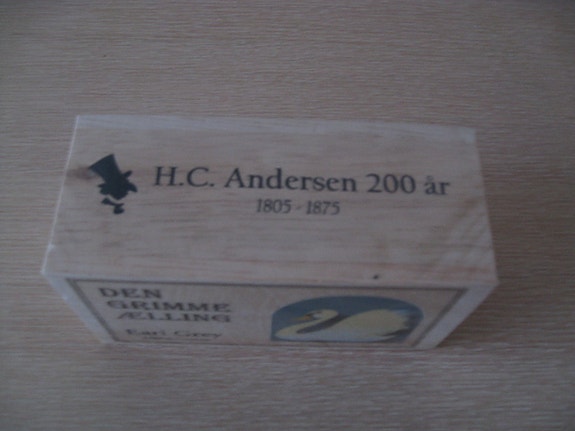 H.C. Andersen 200 år
1805 - 1875
DEN
GRIMME
ÆLLING
Earl Grey